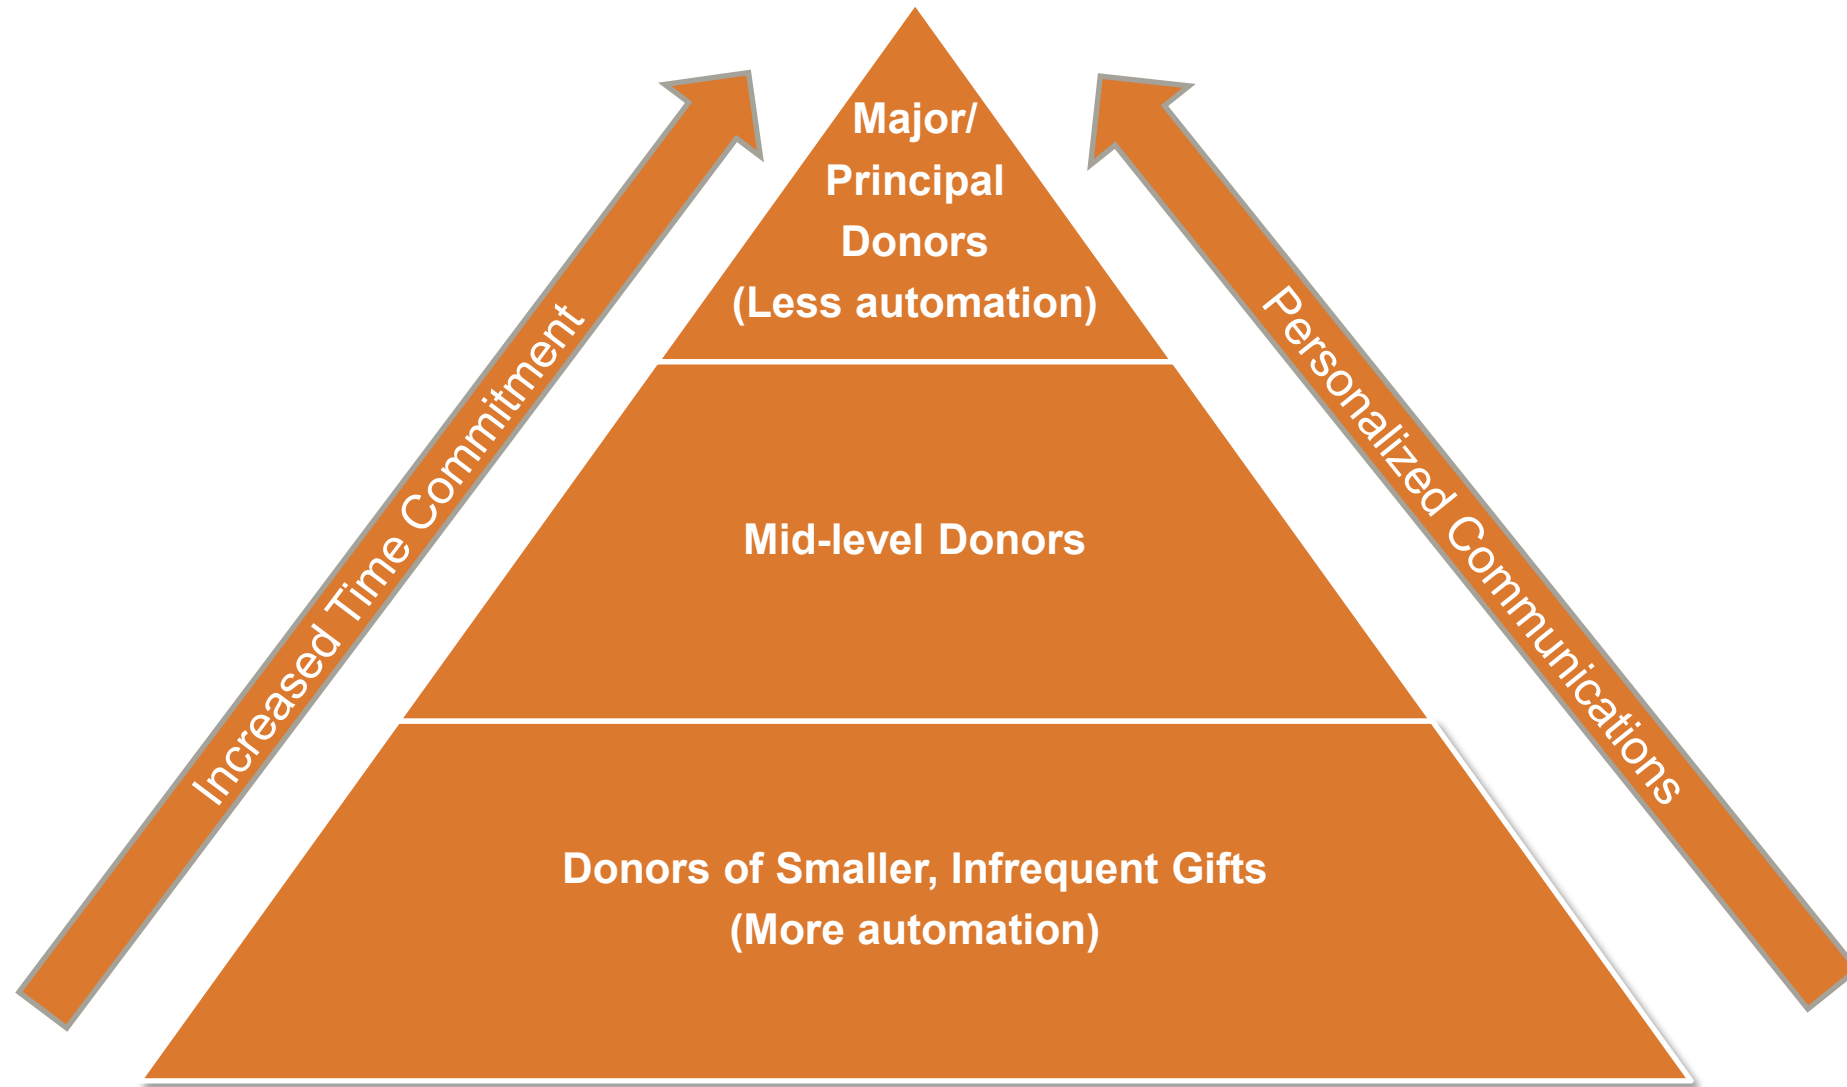 Major/
Principal
Donors
(Less automation)
Increased Time Commitment
Personalized Communications
Mid-level Donors
Donors of Smaller, Infrequent Gifts
(More automation)